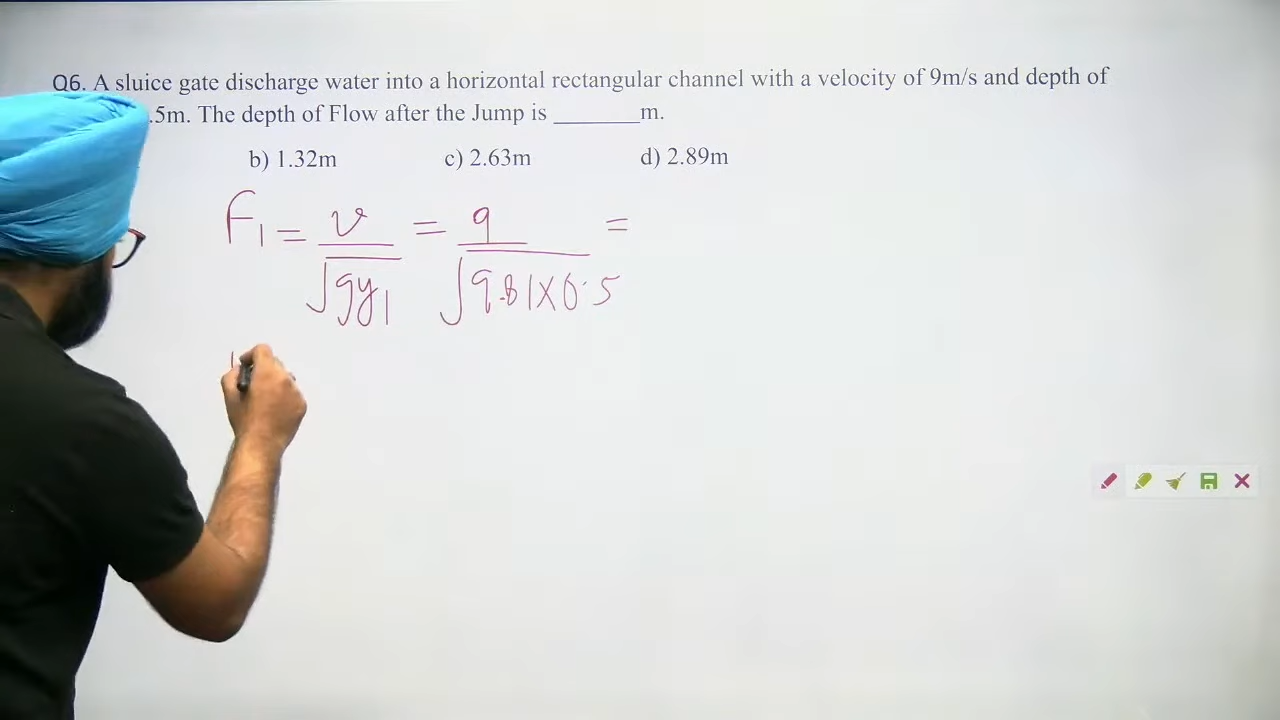 Q6. A sluice gate discharge water into a horizontal rectangular channel with a velocity of 9m/s and depth of
.5m. The depth of Flow after the Jump is _______m.
b) 1.32m c) 2.63m d) 2.89m
F₁ = v/√gy₁ = 9/√9.81×0.5 =